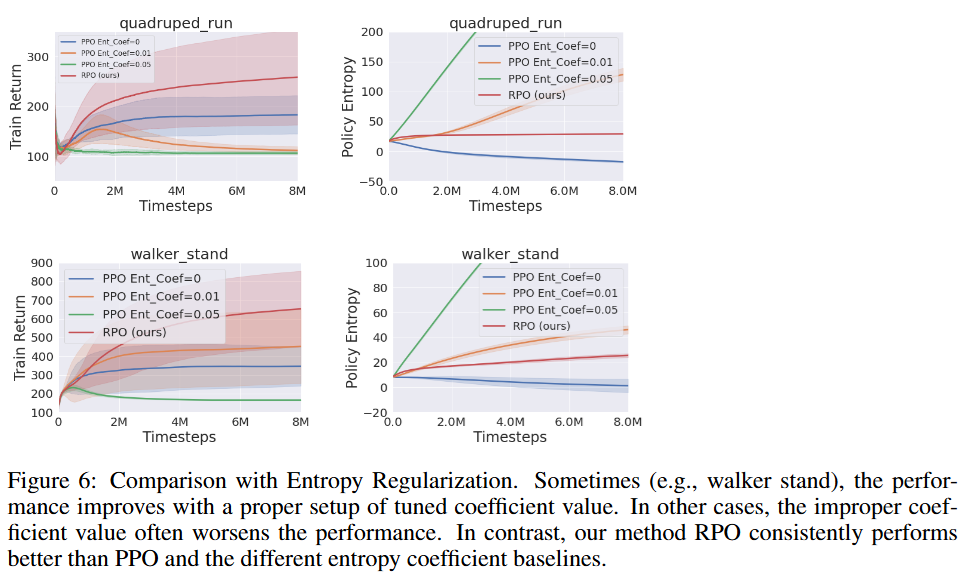 quadruped_run
Train Return
300
200
100
PPO Ent_Coef=0
PPO Ent_Coef=0.01
PPO Ent_Coef=0.05
RPO (ours)
0 2M 4M 6M 8M
Timesteps
quadruped_run
Policy Entropy
200
150
100
50
0
−50
PPO Ent_Coef=0
PPO Ent_Coef=0.01
PPO Ent_Coef=0.05
RPO (ours)
0.0 2.0M 4.0M 6.0M 8.0M
Timesteps
walker_stand
Train Return
900
800
700
600
500
400
300
200
100
PPO Ent_Coef=0
PPO Ent_Coef=0.01
PPO Ent_Coef=0.05
RPO (ours)
0 2M 4M 6M 8M
Timesteps
walker_stand
Policy Entropy
100
80
60
40
20
0
−20
PPO Ent_Coef=0
PPO Ent_Coef=0.01
PPO Ent_Coef=0.05
RPO (ours)
0.0 2.0M 4.0M 6.0M 8.0M
Timesteps
Figure 6: Comparison with Entropy Regularization. Sometimes (e.g., walker stand), the perfor-
mance improves with a proper setup of tuned coefficient value. In other cases, the improper coef-
ficient value often worsens the performance. In contrast, our method RPO consistently performs
better than PPO and the different entropy coefficient baselines.